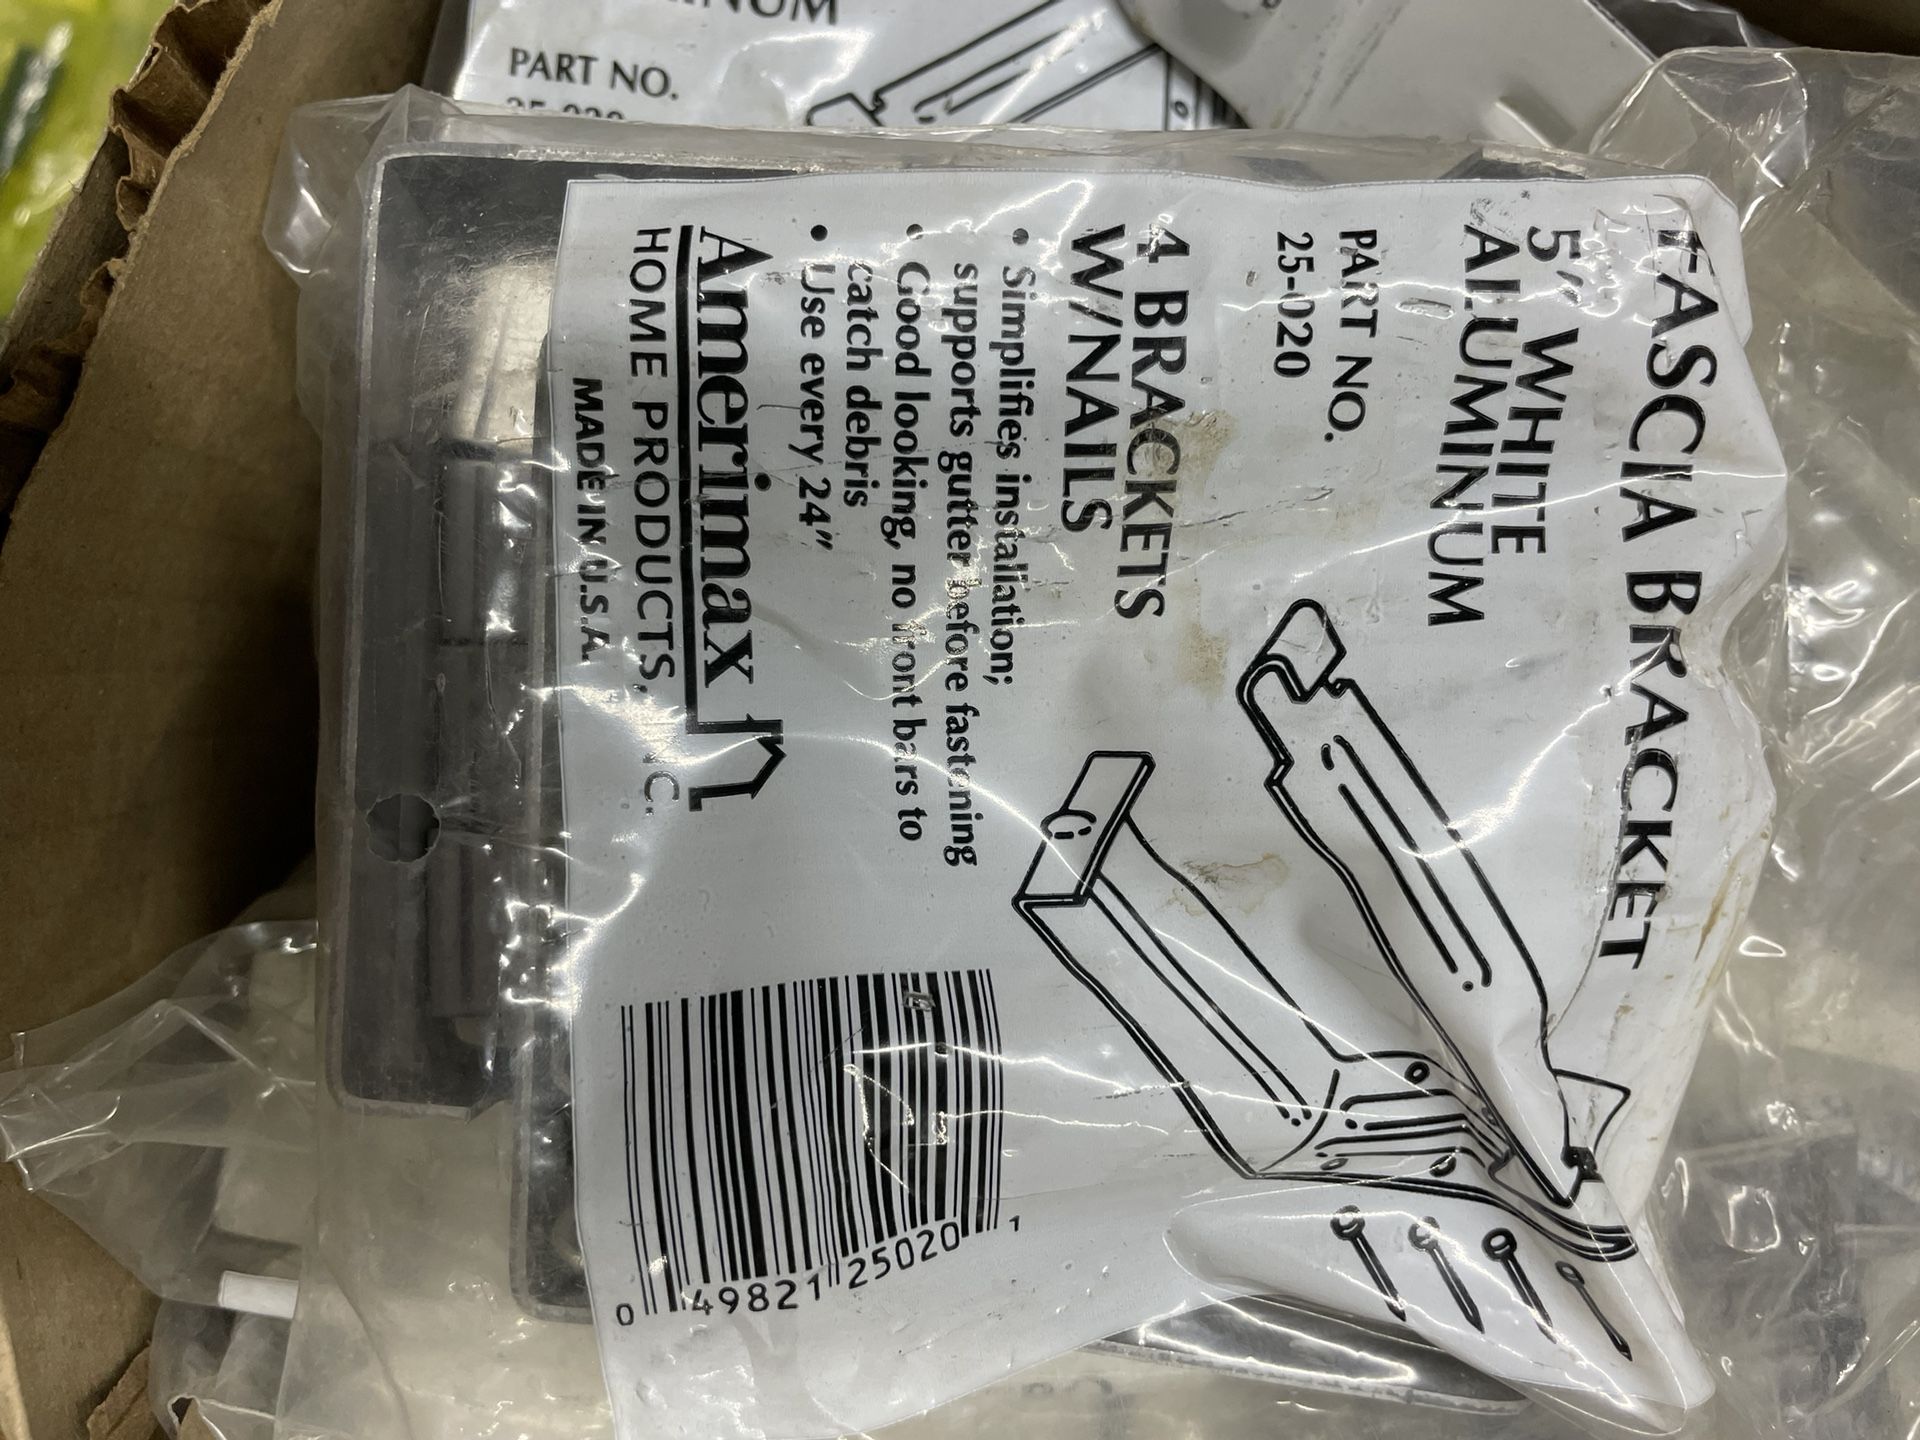 PART NO.
FASCIA BRACKET
5" WHITE
ALUMINUM
PART NO.
25-020
4 BRACKETS
W/NAILS
• Simplifies installation;
supports gutter before fastening
• Good looking, no front bars to
catch debris
• Use every 24"
Amerimax
HOME PRODUCTS, INC.
MADE IN U.S.A.
0 49821 25020 1